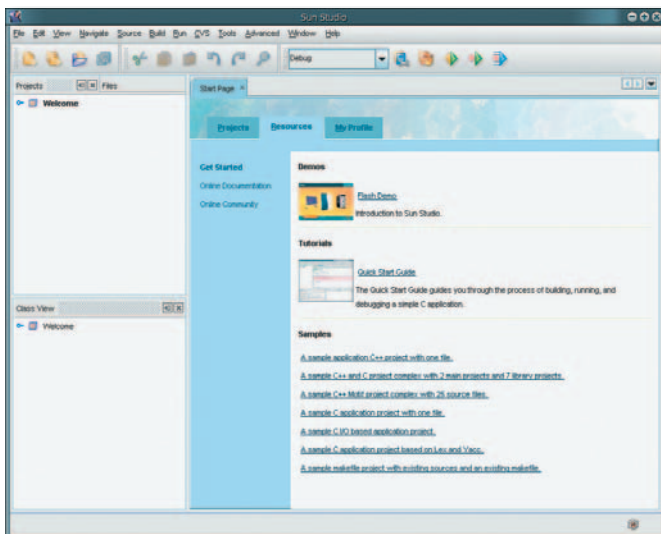 Sun Studio
File Edit View Navigate Source Build Run CVS Tools Advanced Window Help
Debug
Projects Files
Welcome
Class View
Welcome
Start Page
Projects Resources My Profile
Get Started
Online Documentation
Online Community
Demos
Flash Demo
Introduction to Sun Studio.
Tutorials
Quick Start Guide
The Quick Start Guide guides you through the process of building, running, and
debugging a simple C application.
Samples
A sample application C++ project with one file.
A sample C++ and C project complex with 2 main projects and 7 library projects.
A sample C++ Motif project complex with 25 source files.
A sample C application project with one file.
A sample C I/O based application project.
A sample C application project based on Lex and Yacc.
A sample makefile project with existing sources and an existing makefile.